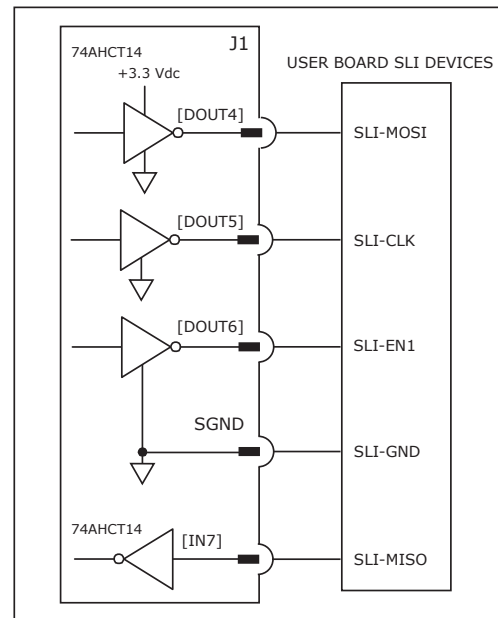 J1
74AHCT14
+3.3 Vdc
USER BOARD SLI DEVICES
[DOUT4]
SLI-MOSI
[DOUT5]
SLI-CLK
[DOUT6]
SLI-EN1
SGND
SLI-GND
74AHCT14
[IN7]
SLI-MISO